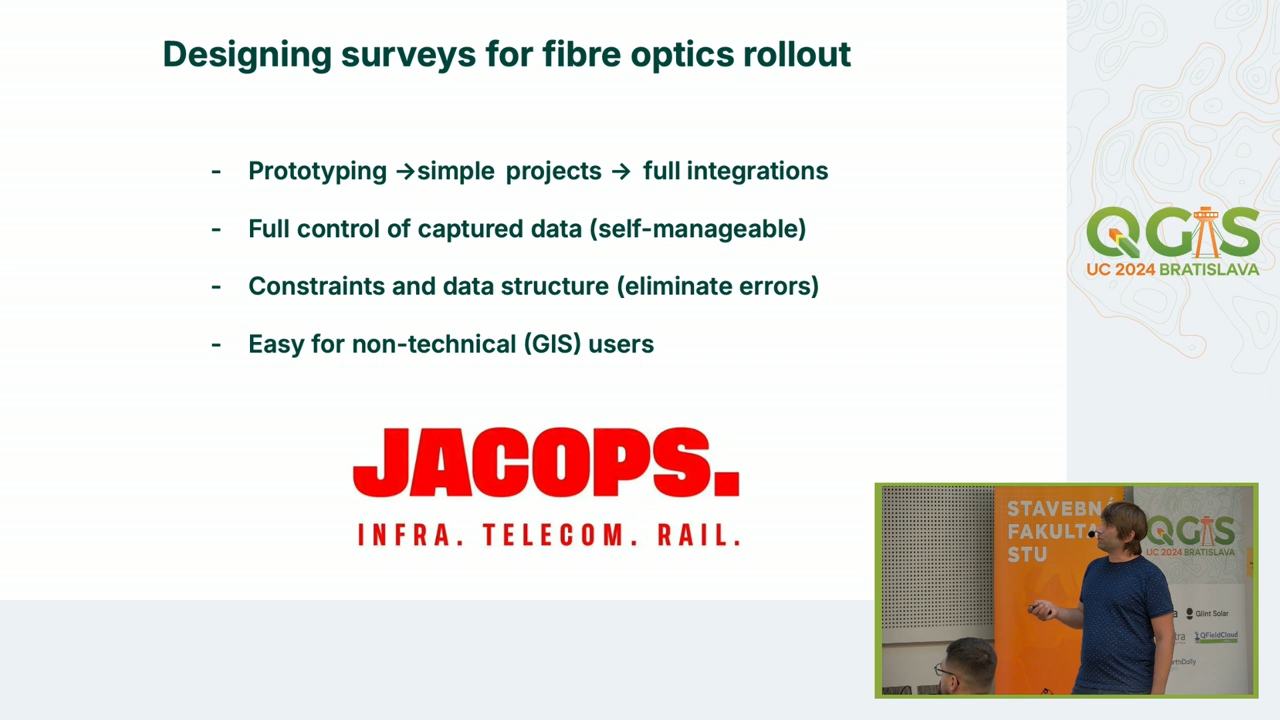 Designing surveys for fibre optics rollout
- Prototyping →simple projects → full integrations
- Full control of captured data (self-manageable)
- Constraints and data structure (eliminate errors)
- Easy for non-technical (GIS) users
JACOPS.
INFRA. TELECOM. RAIL.
QGIS
UC 2024 BRATISLAVA
STAVEBN
FAKULTA
STU
QGIS
UC 2024 BRATISLAVA
Glint Solar
QFieldCloud